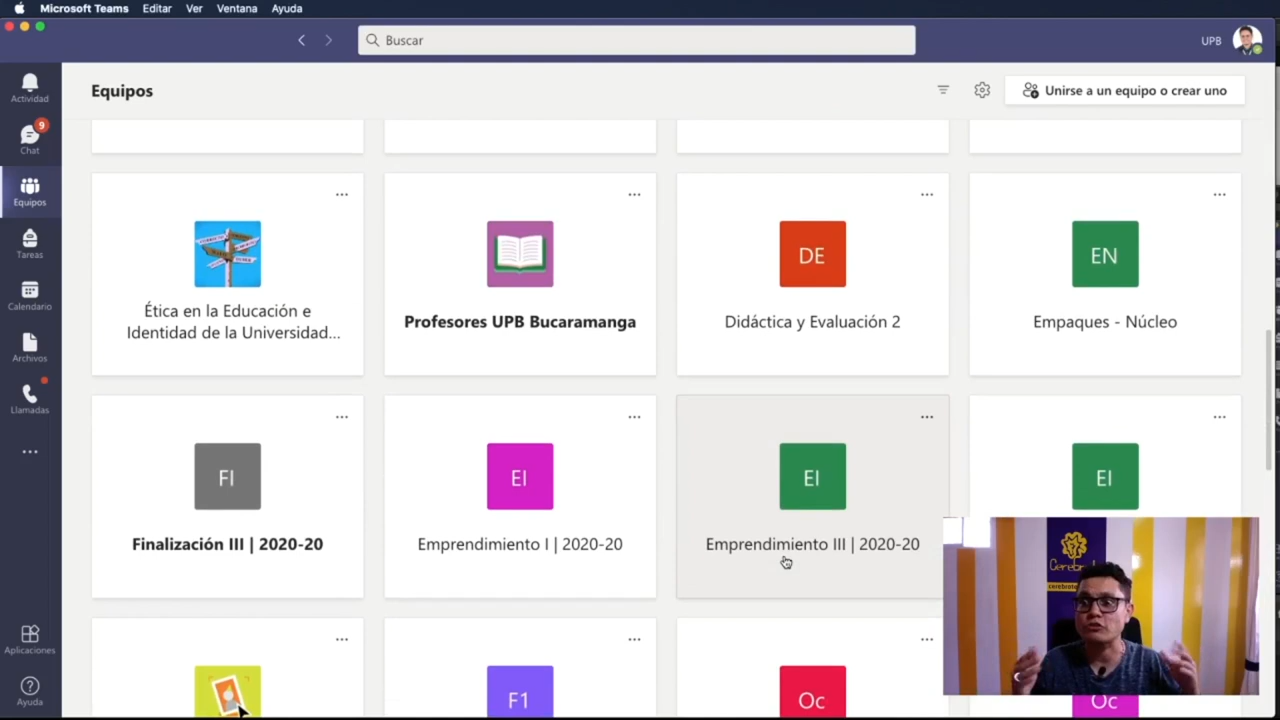 Microsoft Teams Editar Ver Ventana Ayuda
Buscar
UPB
Actividad
9
Chat
Equipos
Tareas
Calendario
Archivos
Llamadas
Aplicaciones
Ayuda
Equipos
Unirse a un equipo o crear uno
Ética en la Educación e
Identidad de la Universidad...
Profesores UPB Bucaramanga
DE
Didáctica y Evaluación 2
EN
Empaques - Núcleo
FI
Finalización III | 2020-20
EI
Emprendimiento I | 2020-20
EI
Emprendimiento III | 2020-20
EI
F1
Oc
Oc